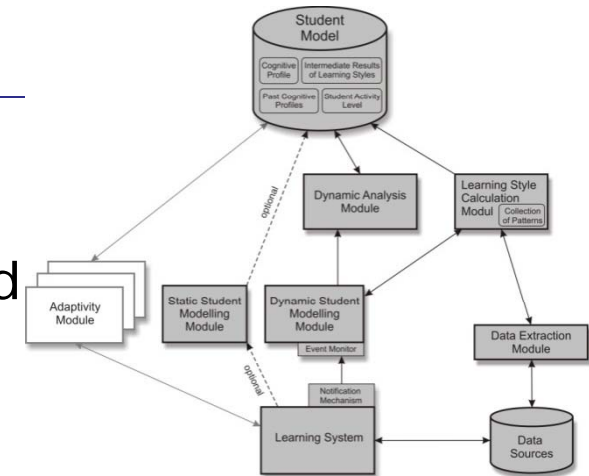 Student
Model
Cognitive
Profile
Intermediate Results
of Learning Styles
Past Cognitive
Profiles
Student Activity
Level
optional
Dynamic Analysis
Module
Learning Style
Calculation
Modul
Collection
of Patterns
d
Adaptivity
Module
Static Student
Modelling
Module
Dynamic Student
Modelling
Module
Event Monitor
Data Extraction
Module
optional
Notification
Mechanism
Learning System
Data
Sources